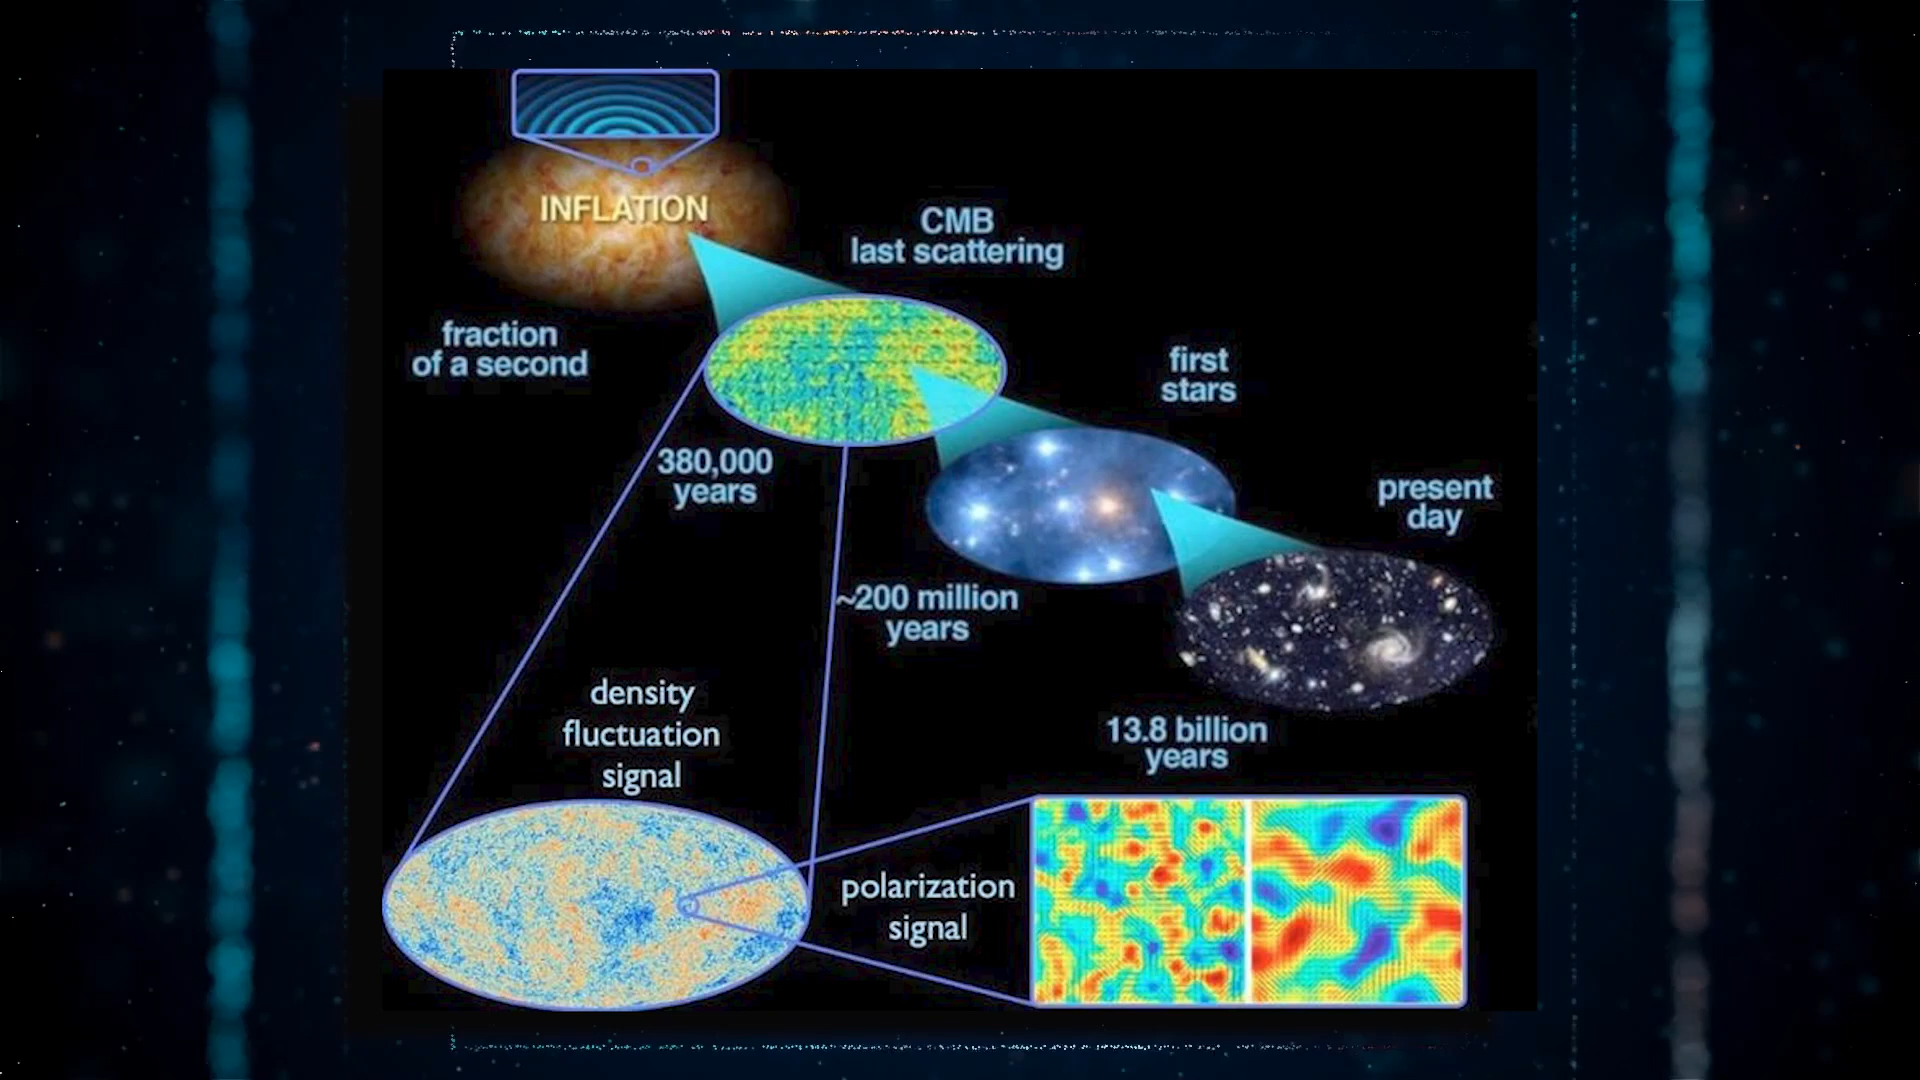 INFLATION
CMB
last scattering
fraction
of a second
first
stars
380,000
years
present
day
~200 million
years
density
fluctuation
signal
13.8 billion
years
polarization
signal